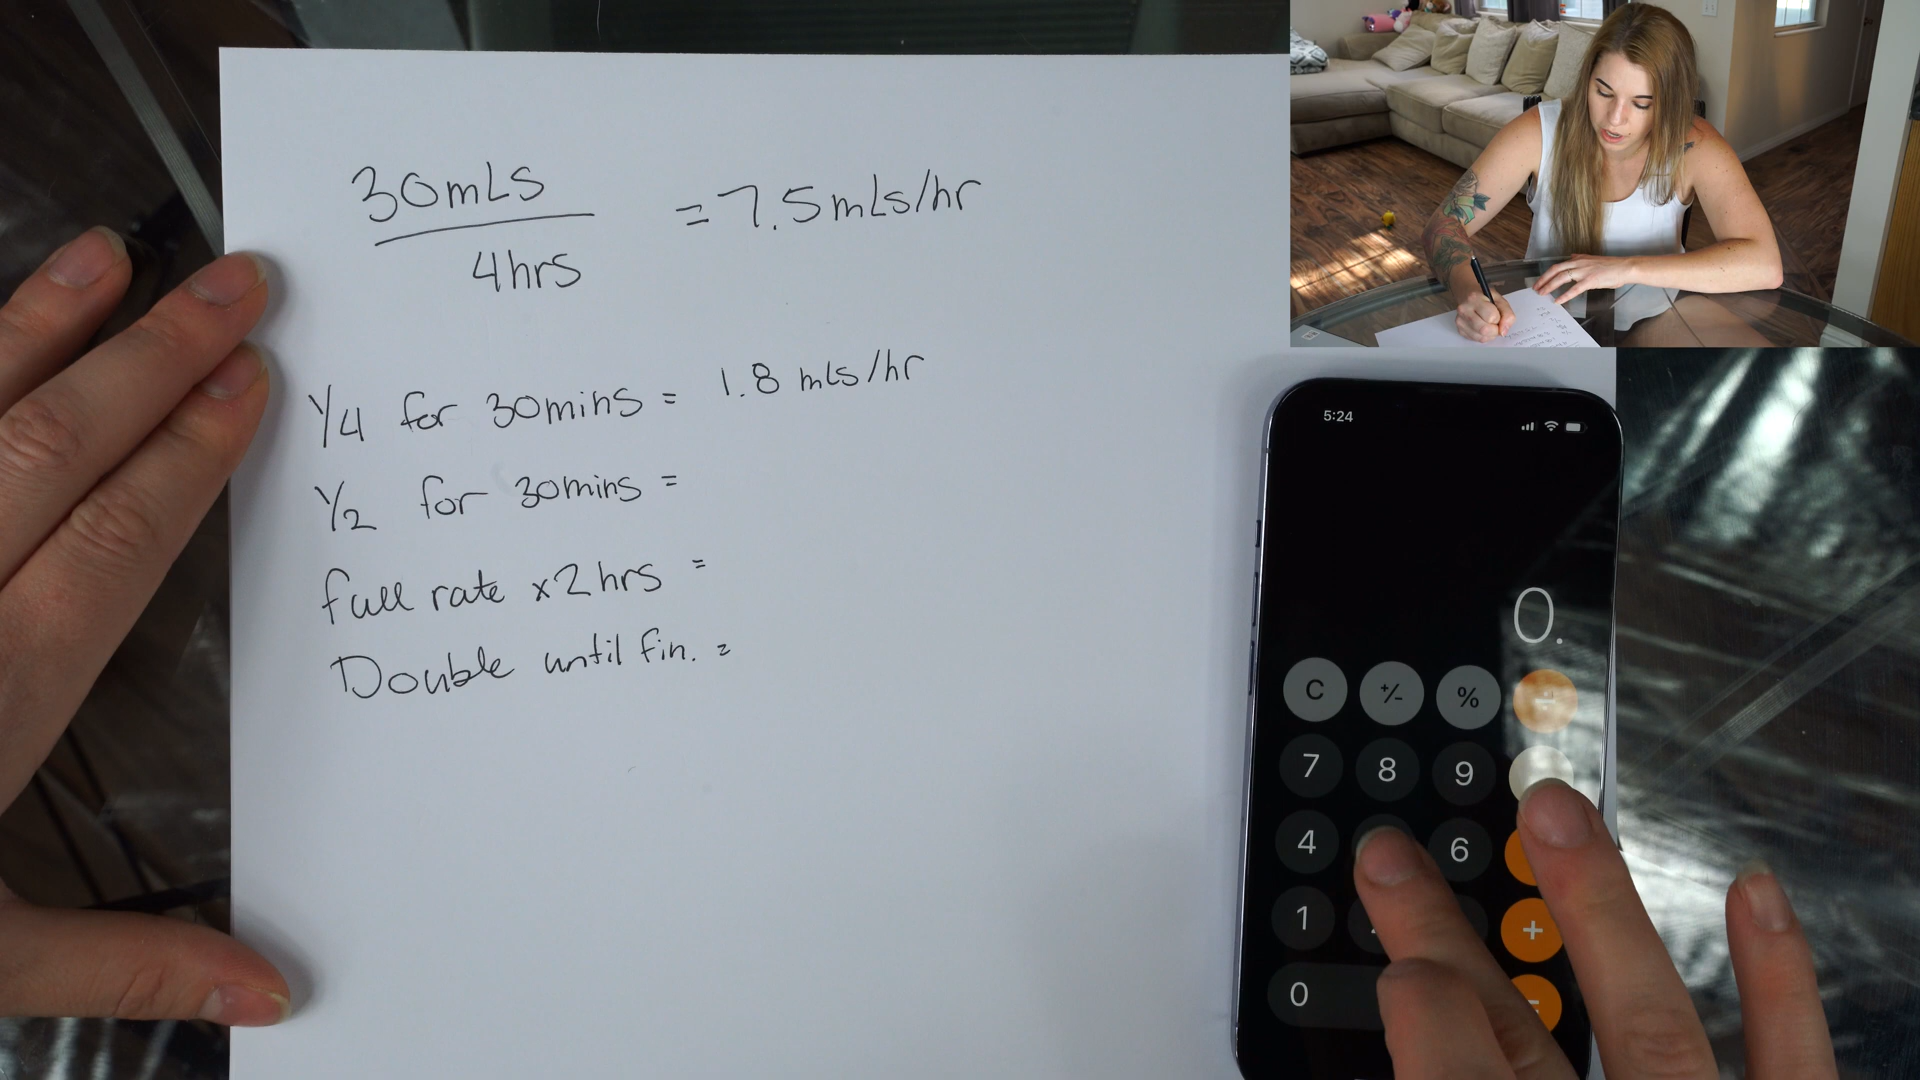 30mLs
4hrs
=7.5mLs/hr
1/4 for 30mins = 1.8 mLs/hr
1/2 for 30mins =
full rate x2hrs =
Double until fin. =
5:24
0.
C +/- %
7 8 9
4 6
1 +
0